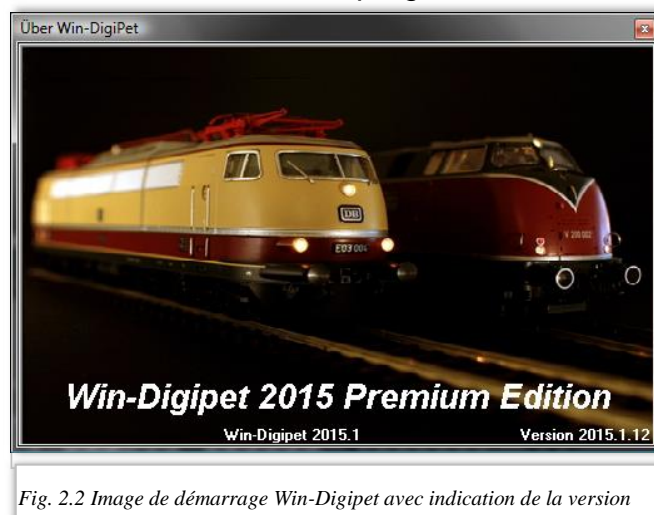 Über Win-DigiPet
DB
E03 004
V 200 002
Win-Digipet 2015 Premium Edition
Win-Digipet 2015.1
Version 2015.1.12
Fig. 2.2 Image de démarrage Win-Digipet avec indication de la version